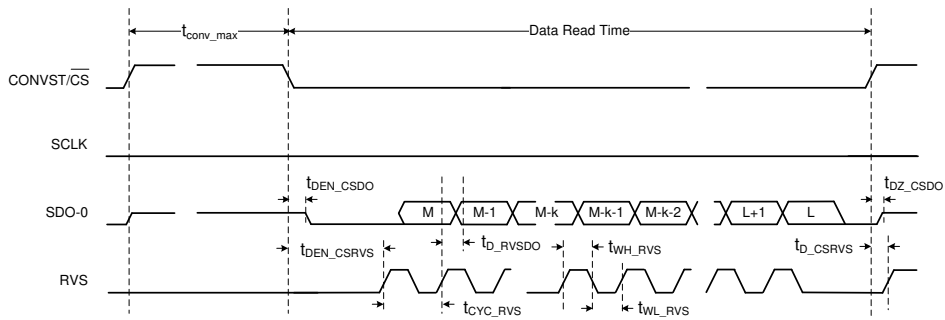 t_conv_max
Data Read Time
CONVST/C̅S̅
SCLK
t_DEN_CSDO
t_DZ_CSDO
SDO-0
M
M-1
M-k
M-k-1
M-k-2
L+1
L
t_DEN_CSRVS
t_D_RVSDO
t_WH_RVS
t_D_CSRVS
RVS
t_CYC_RVS
t_WL_RVS